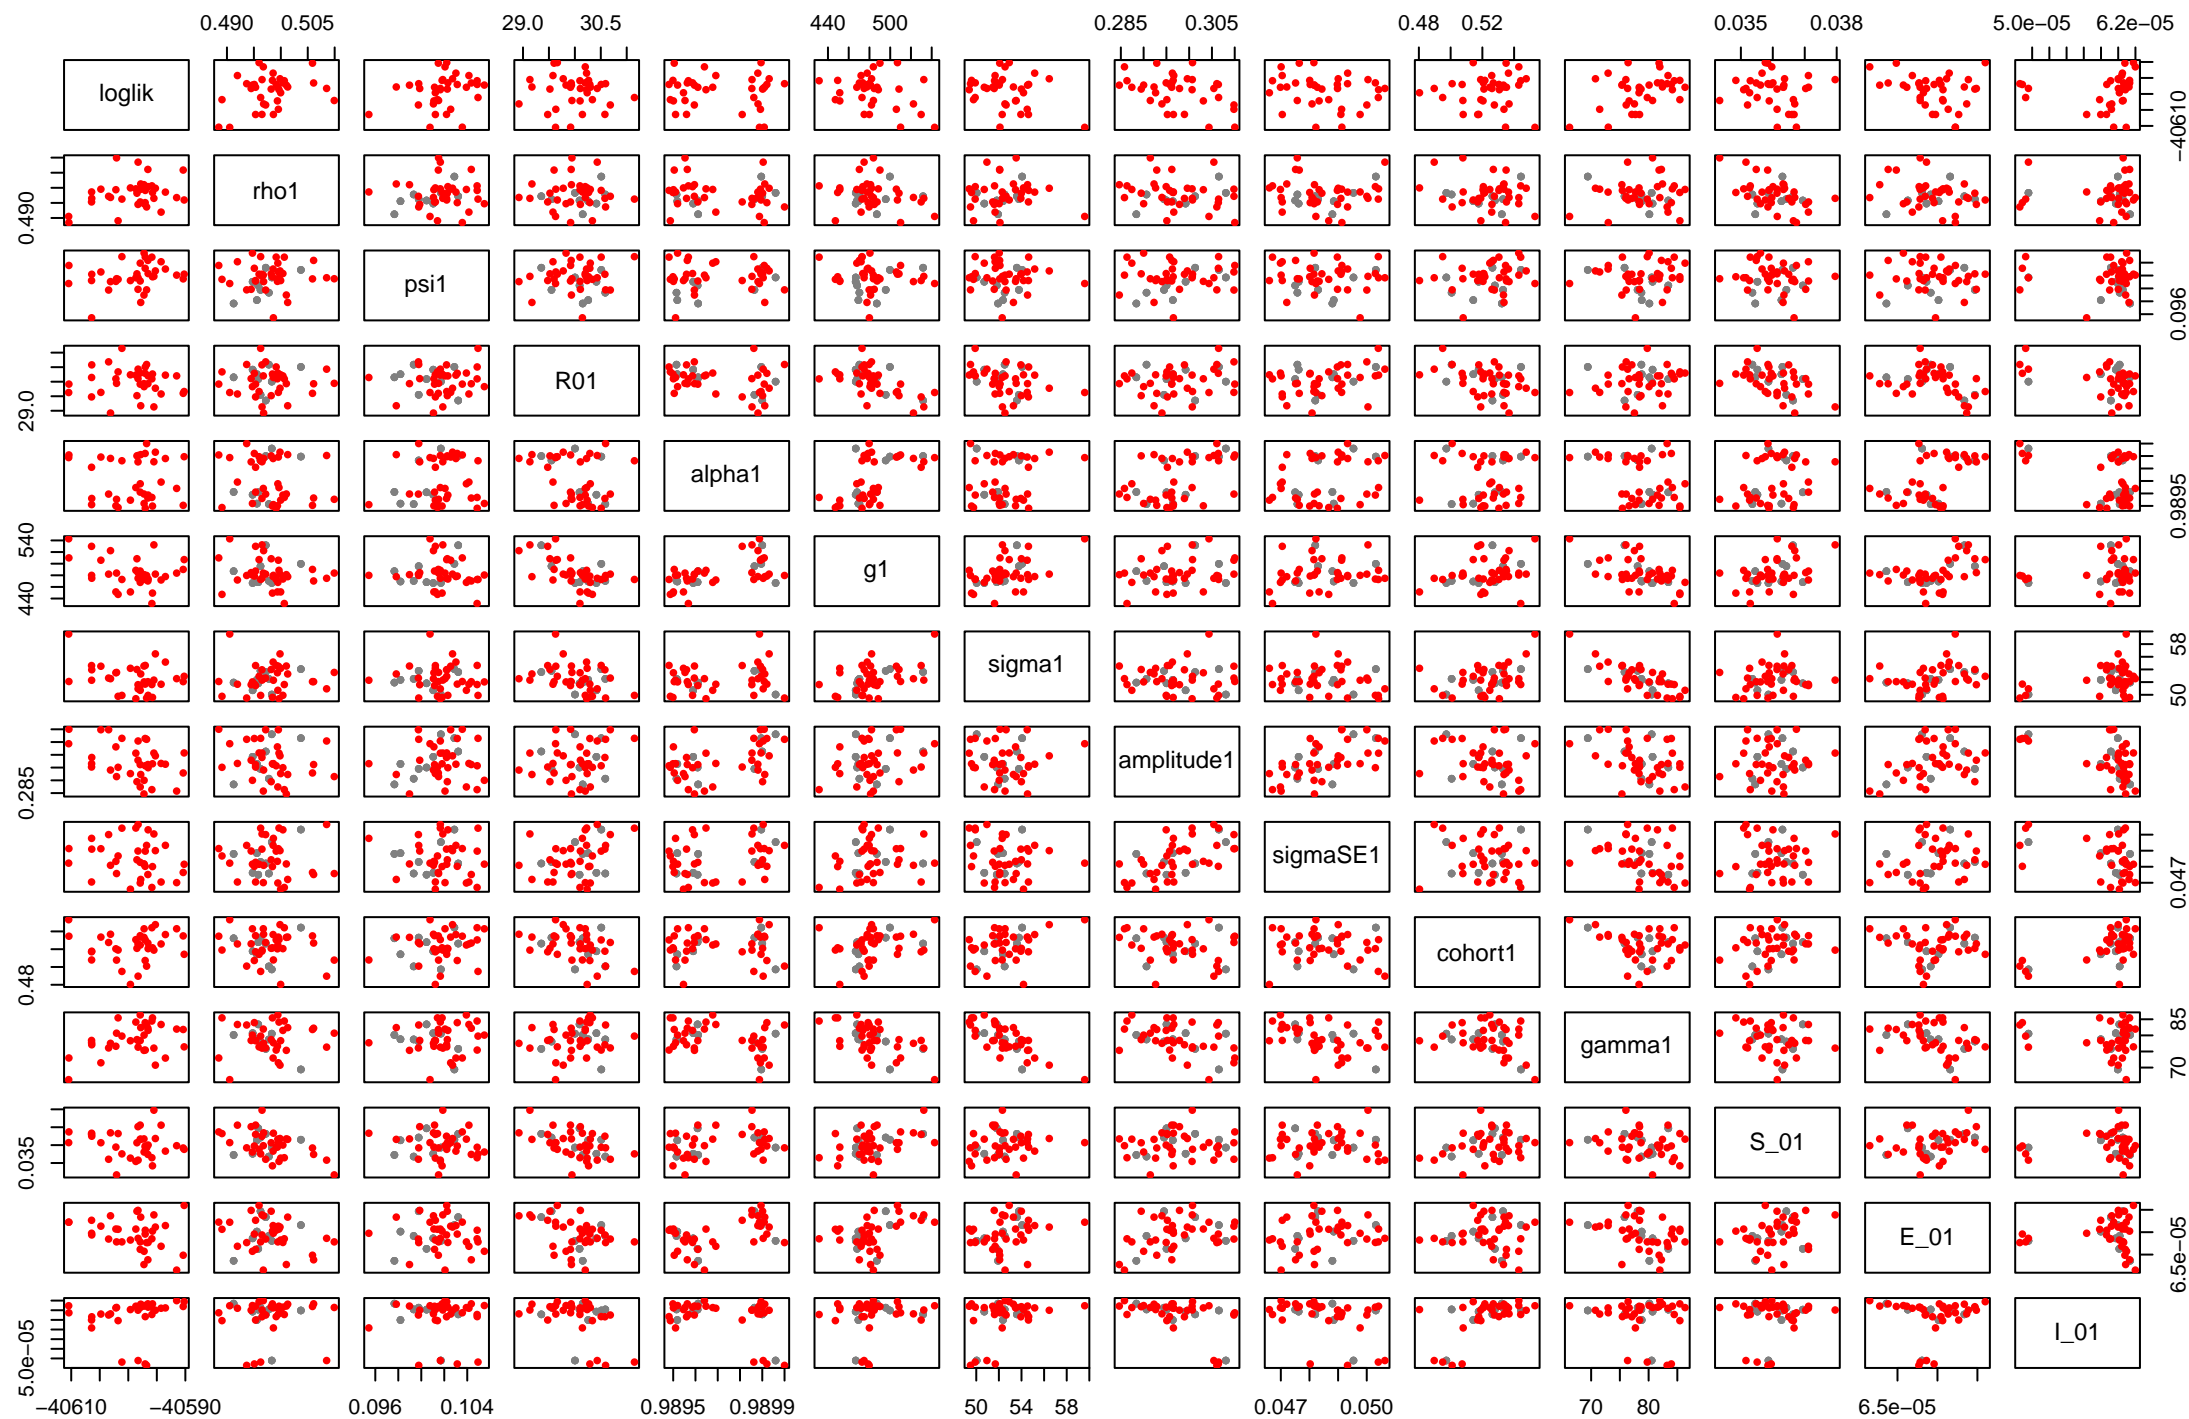 0.490 0.505 29.0 30.5 440 500 0.285 0.305 0.48 0.52 0.035 0.038 5.0e−05 6.2e−05
loglik
−40610
rho1
0.490
psi1
0.096
R01
29.0
alpha1
0.9895
g1
440 540
sigma1
50 58
amplitude1
0.285
sigmaSE1
0.047
cohort1
0.48
gamma1
70 85
S_01
0.035
E_01
6.5e−05
I_01
5.0e−05
−40610 −40590 0.096 0.104 0.9895 0.9899 50 54 58 0.047 0.050 70 80 6.5e−05